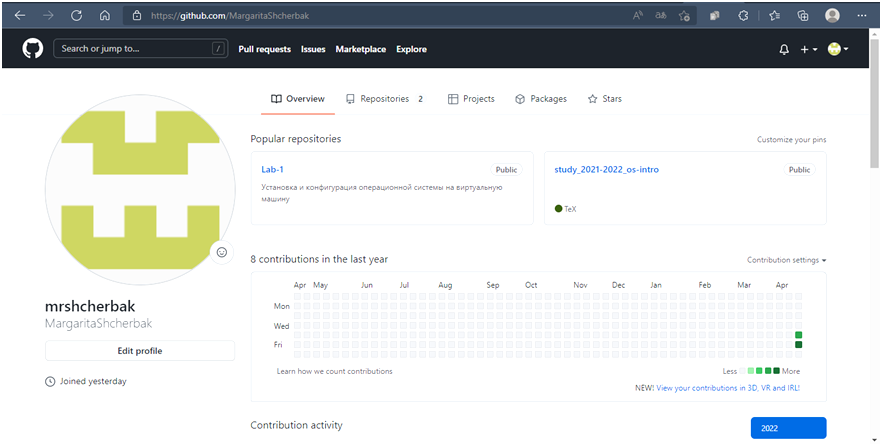 https://github.com/MargaritaShcherbak
Search or jump to... /
Pull requests Issues Marketplace Explore
Overview Repositories 2 Projects Packages Stars
Popular repositories
Customize your pins
Lab-1 Public
Установка и конфигурация операционной системы на виртуальную
машину
study_2021-2022_os-intro Public
TeX
mrshcherbak
MargaritaShcherbak
Edit profile
Joined yesterday
8 contributions in the last year
Contribution settings
Apr May Jun Jul Aug Sep Oct Nov Dec Jan Feb Mar Apr
Mon
Wed
Fri
Learn how we count contributions
Less More
NEW! View your contributions in 3D, VR and IRL!
Contribution activity
2022